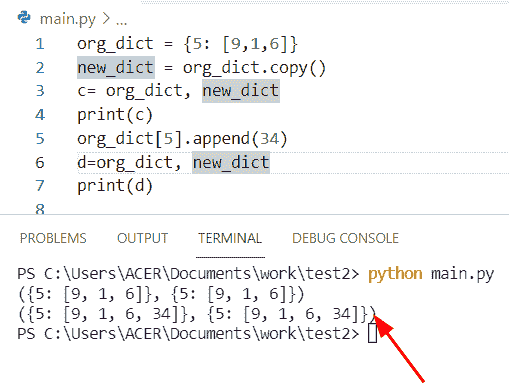 main.py > ...
1 org_dict = {5: [9,1,6]}
2 new_dict = org_dict.copy()
3 c= org_dict, new_dict
4 print(c)
5 org_dict[5].append(34)
6 d=org_dict, new_dict
7 print(d)
8
PROBLEMS OUTPUT TERMINAL DEBUG CONSOLE
PS C:\Users\ACER\Documents\work\test2> python main.py
({5: [9, 1, 6]}, {5: [9, 1, 6]})
({5: [9, 1, 6, 34]}, {5: [9, 1, 6, 34]})
PS C:\Users\ACER\Documents\work\test2>